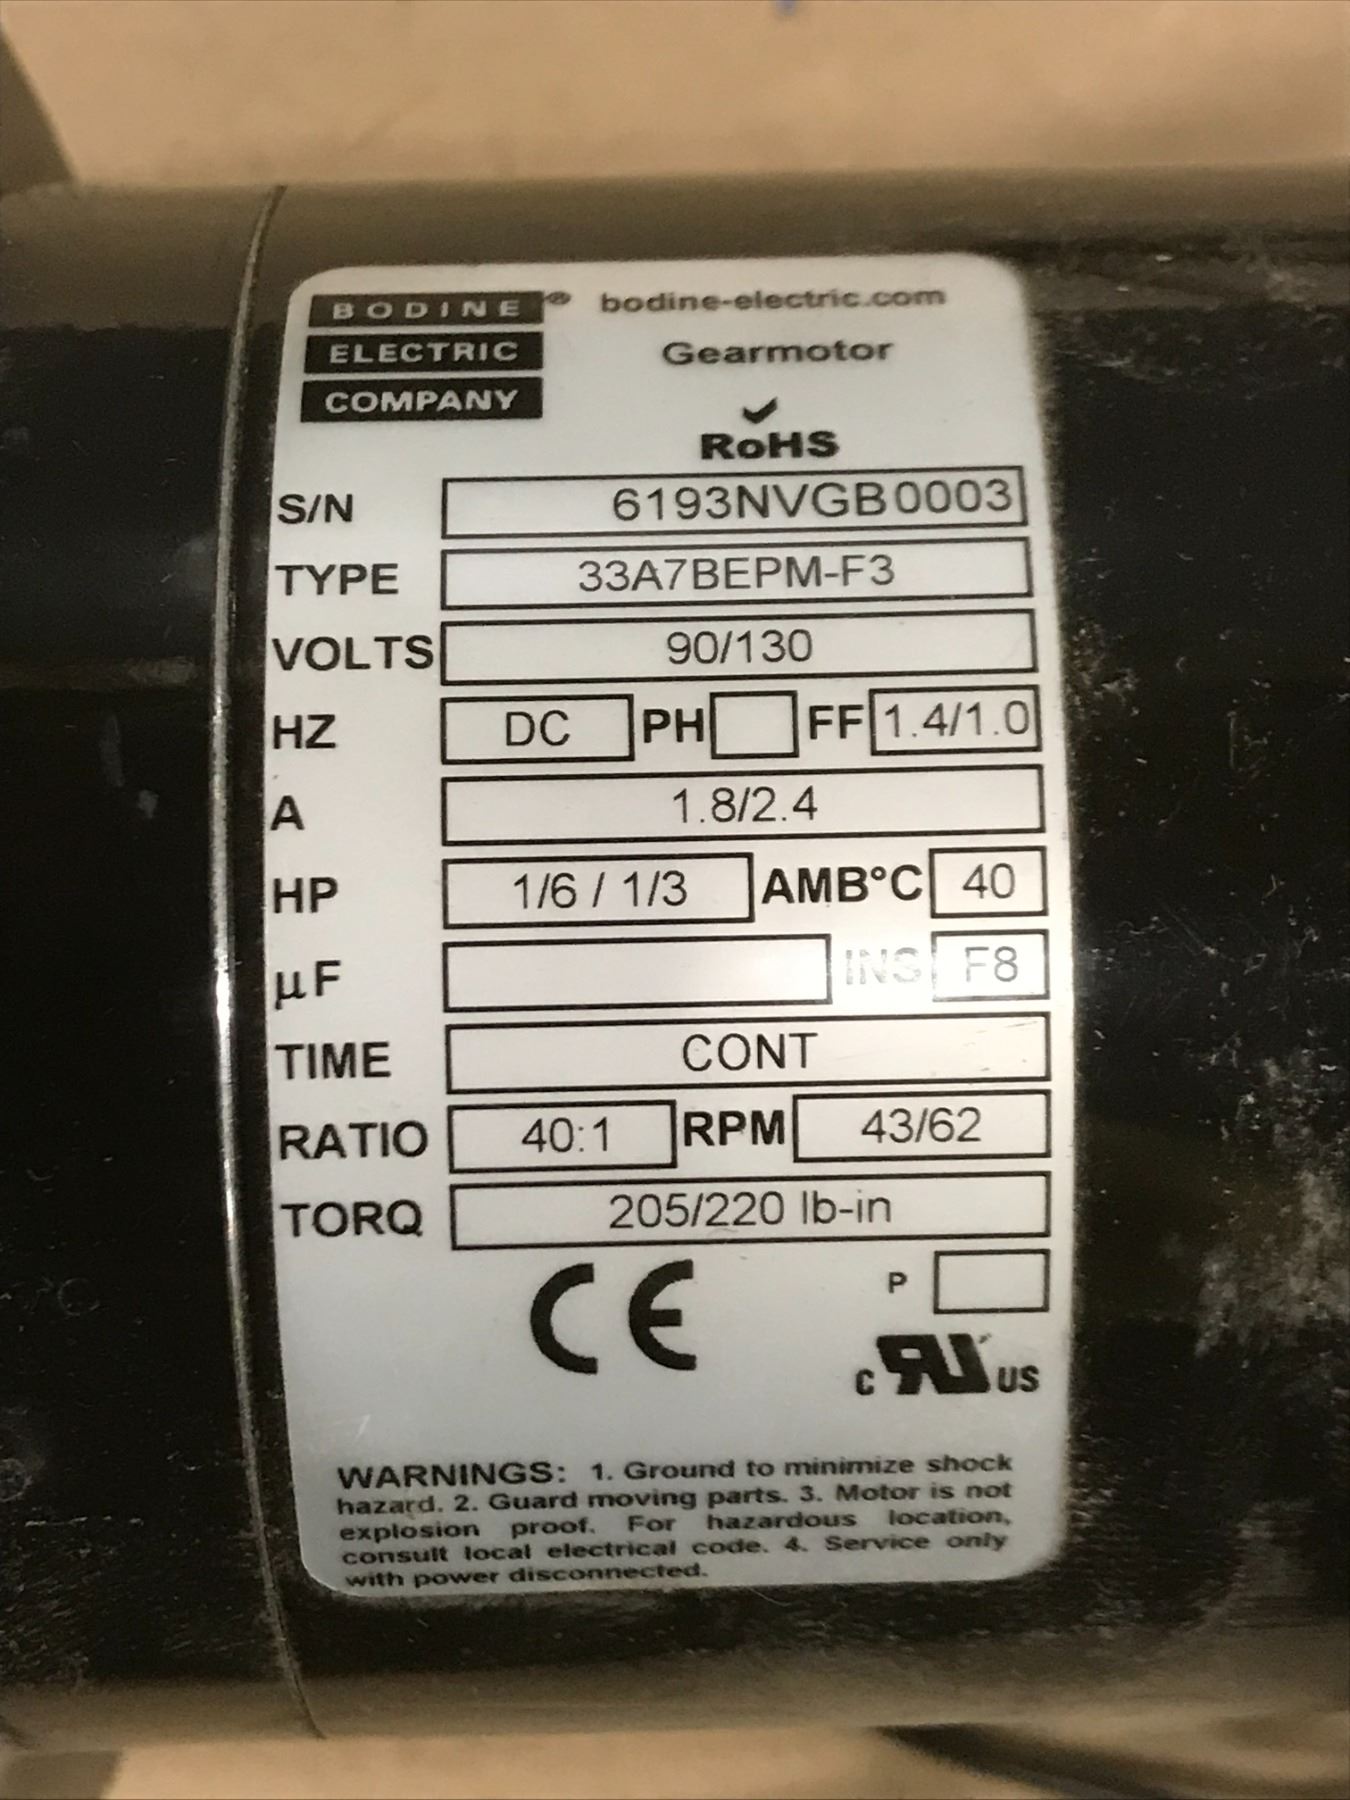 BODINE® bodine-electric.com
ELECTRIC Gearmotor
COMPANY
RoHS
S/N 6193NVGB0003
TYPE 33A7BEPM-F3
VOLTS 90/130
HZ DC PH FF 1.4/1.0
A 1.8/2.4
HP 1/6 / 1/3 AMB°C 40
µF INS F8
TIME CONT
RATIO 40:1 RPM 43/62
TORQ 205/220 lb-in
CE P
c RU US
WARNINGS: 1. Ground to minimize shock
hazard. 2. Guard moving parts. 3. Motor is not
explosion proof. For hazardous location,
consult local electrical code. 4. Service only
with power disconnected.